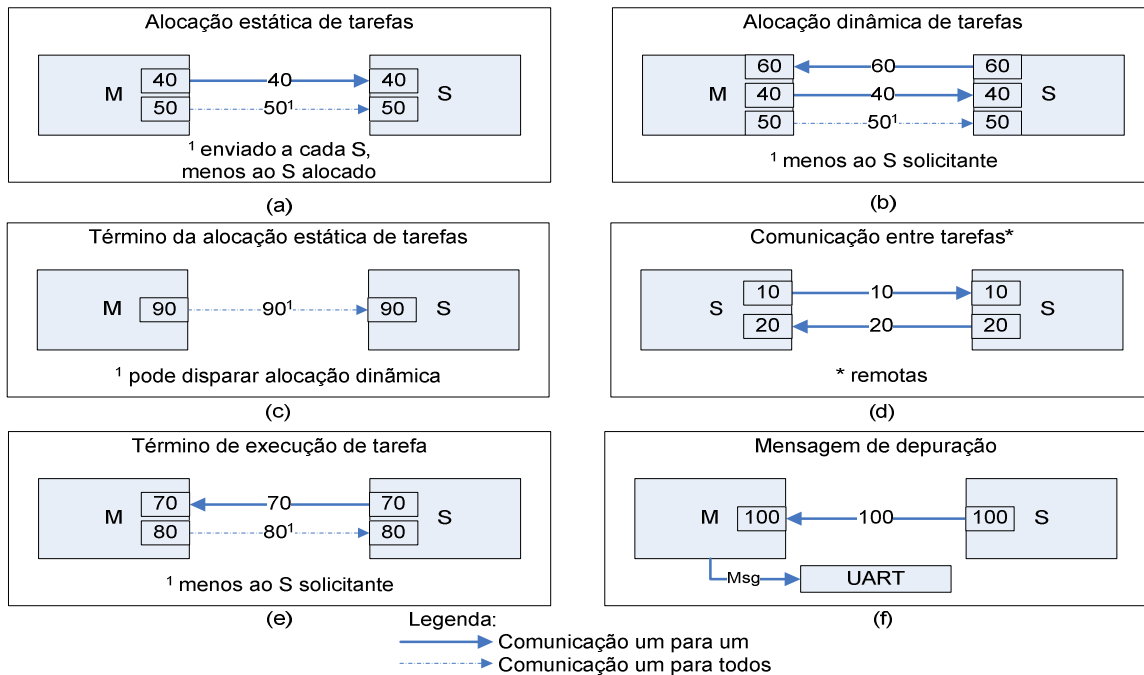 Alocação estática de tarefas
M
40
40
40
50
50¹
50
S
¹ enviado a cada S,
menos ao S alocado
(a)
Alocação dinâmica de tarefas
60
60
60
M
40
40
40
S
50
50¹
50
¹ menos ao S solicitante
(b)
Término da alocação estática de tarefas
M
90
90¹
90
S
¹ pode disparar alocação dinâmica
(c)
Comunicação entre tarefas*
S
10
10
10
20
20
20
S
* remotas
(d)
Término de execução de tarefa
M
70
70
70
80
80¹
80
S
¹ menos ao S solicitante
(e)
Mensagem de depuração
M
100
100
100
S
Msg
UART
(f)
Legenda:
Comunicação um para um
Comunicação um para todos